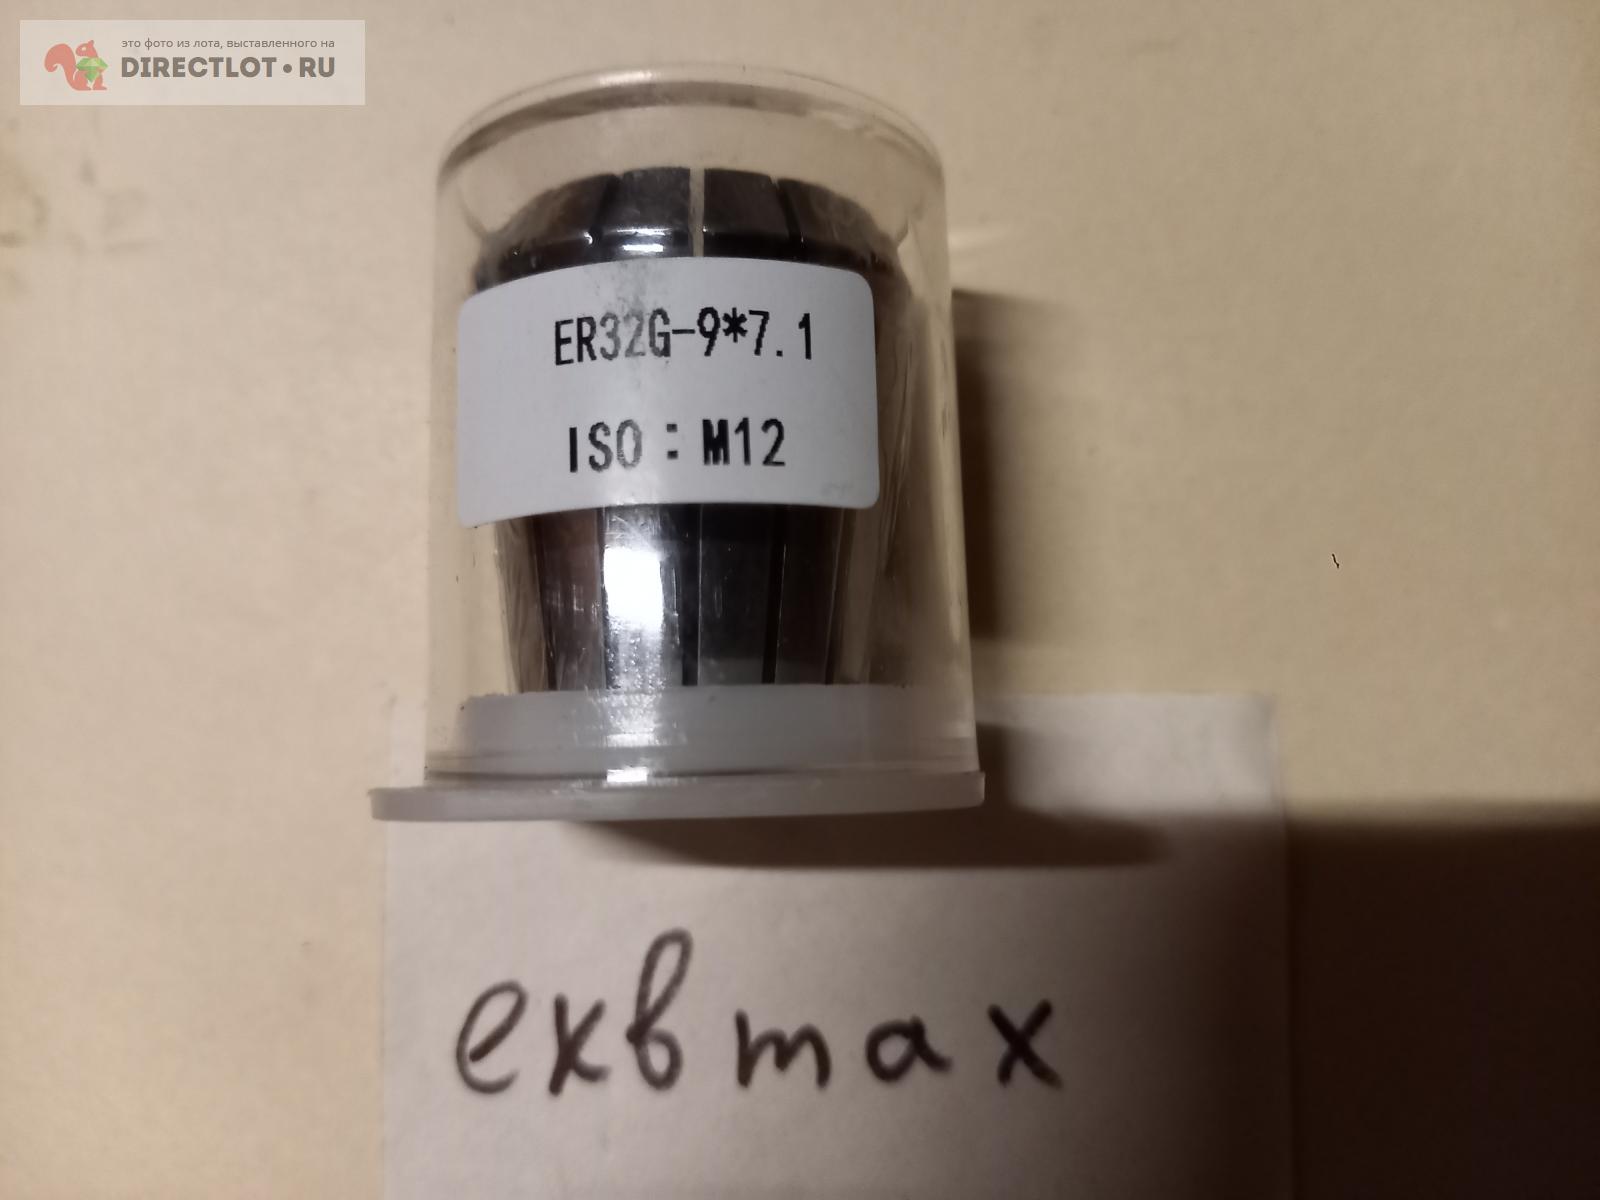 это фото из лота, выставленного на
DIRECTLOT•RU
ER32G-9*7.1
ISO:M12
exbmax